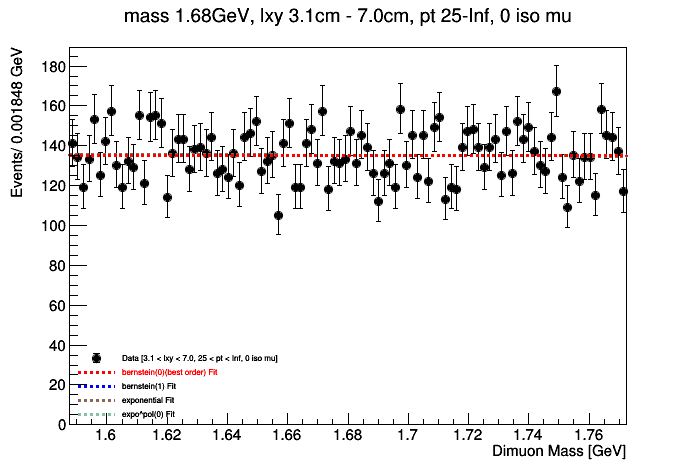 mass 1.68GeV, lxy 3.1cm - 7.0cm, pt 25-Inf, 0 iso mu
Events/ 0.001848 GeV
180
160
140
120
100
80
60
40
20
0
Data [3.1 < lxy < 7.0, 25 < pt < Inf, 0 iso mu]
bernstein(0)(best order) Fit
bernstein(1) Fit
exponential Fit
expo*pol(0) Fit
1.6 1.62 1.64 1.66 1.68 1.7 1.72 1.74 1.76
Dimuon Mass [GeV]